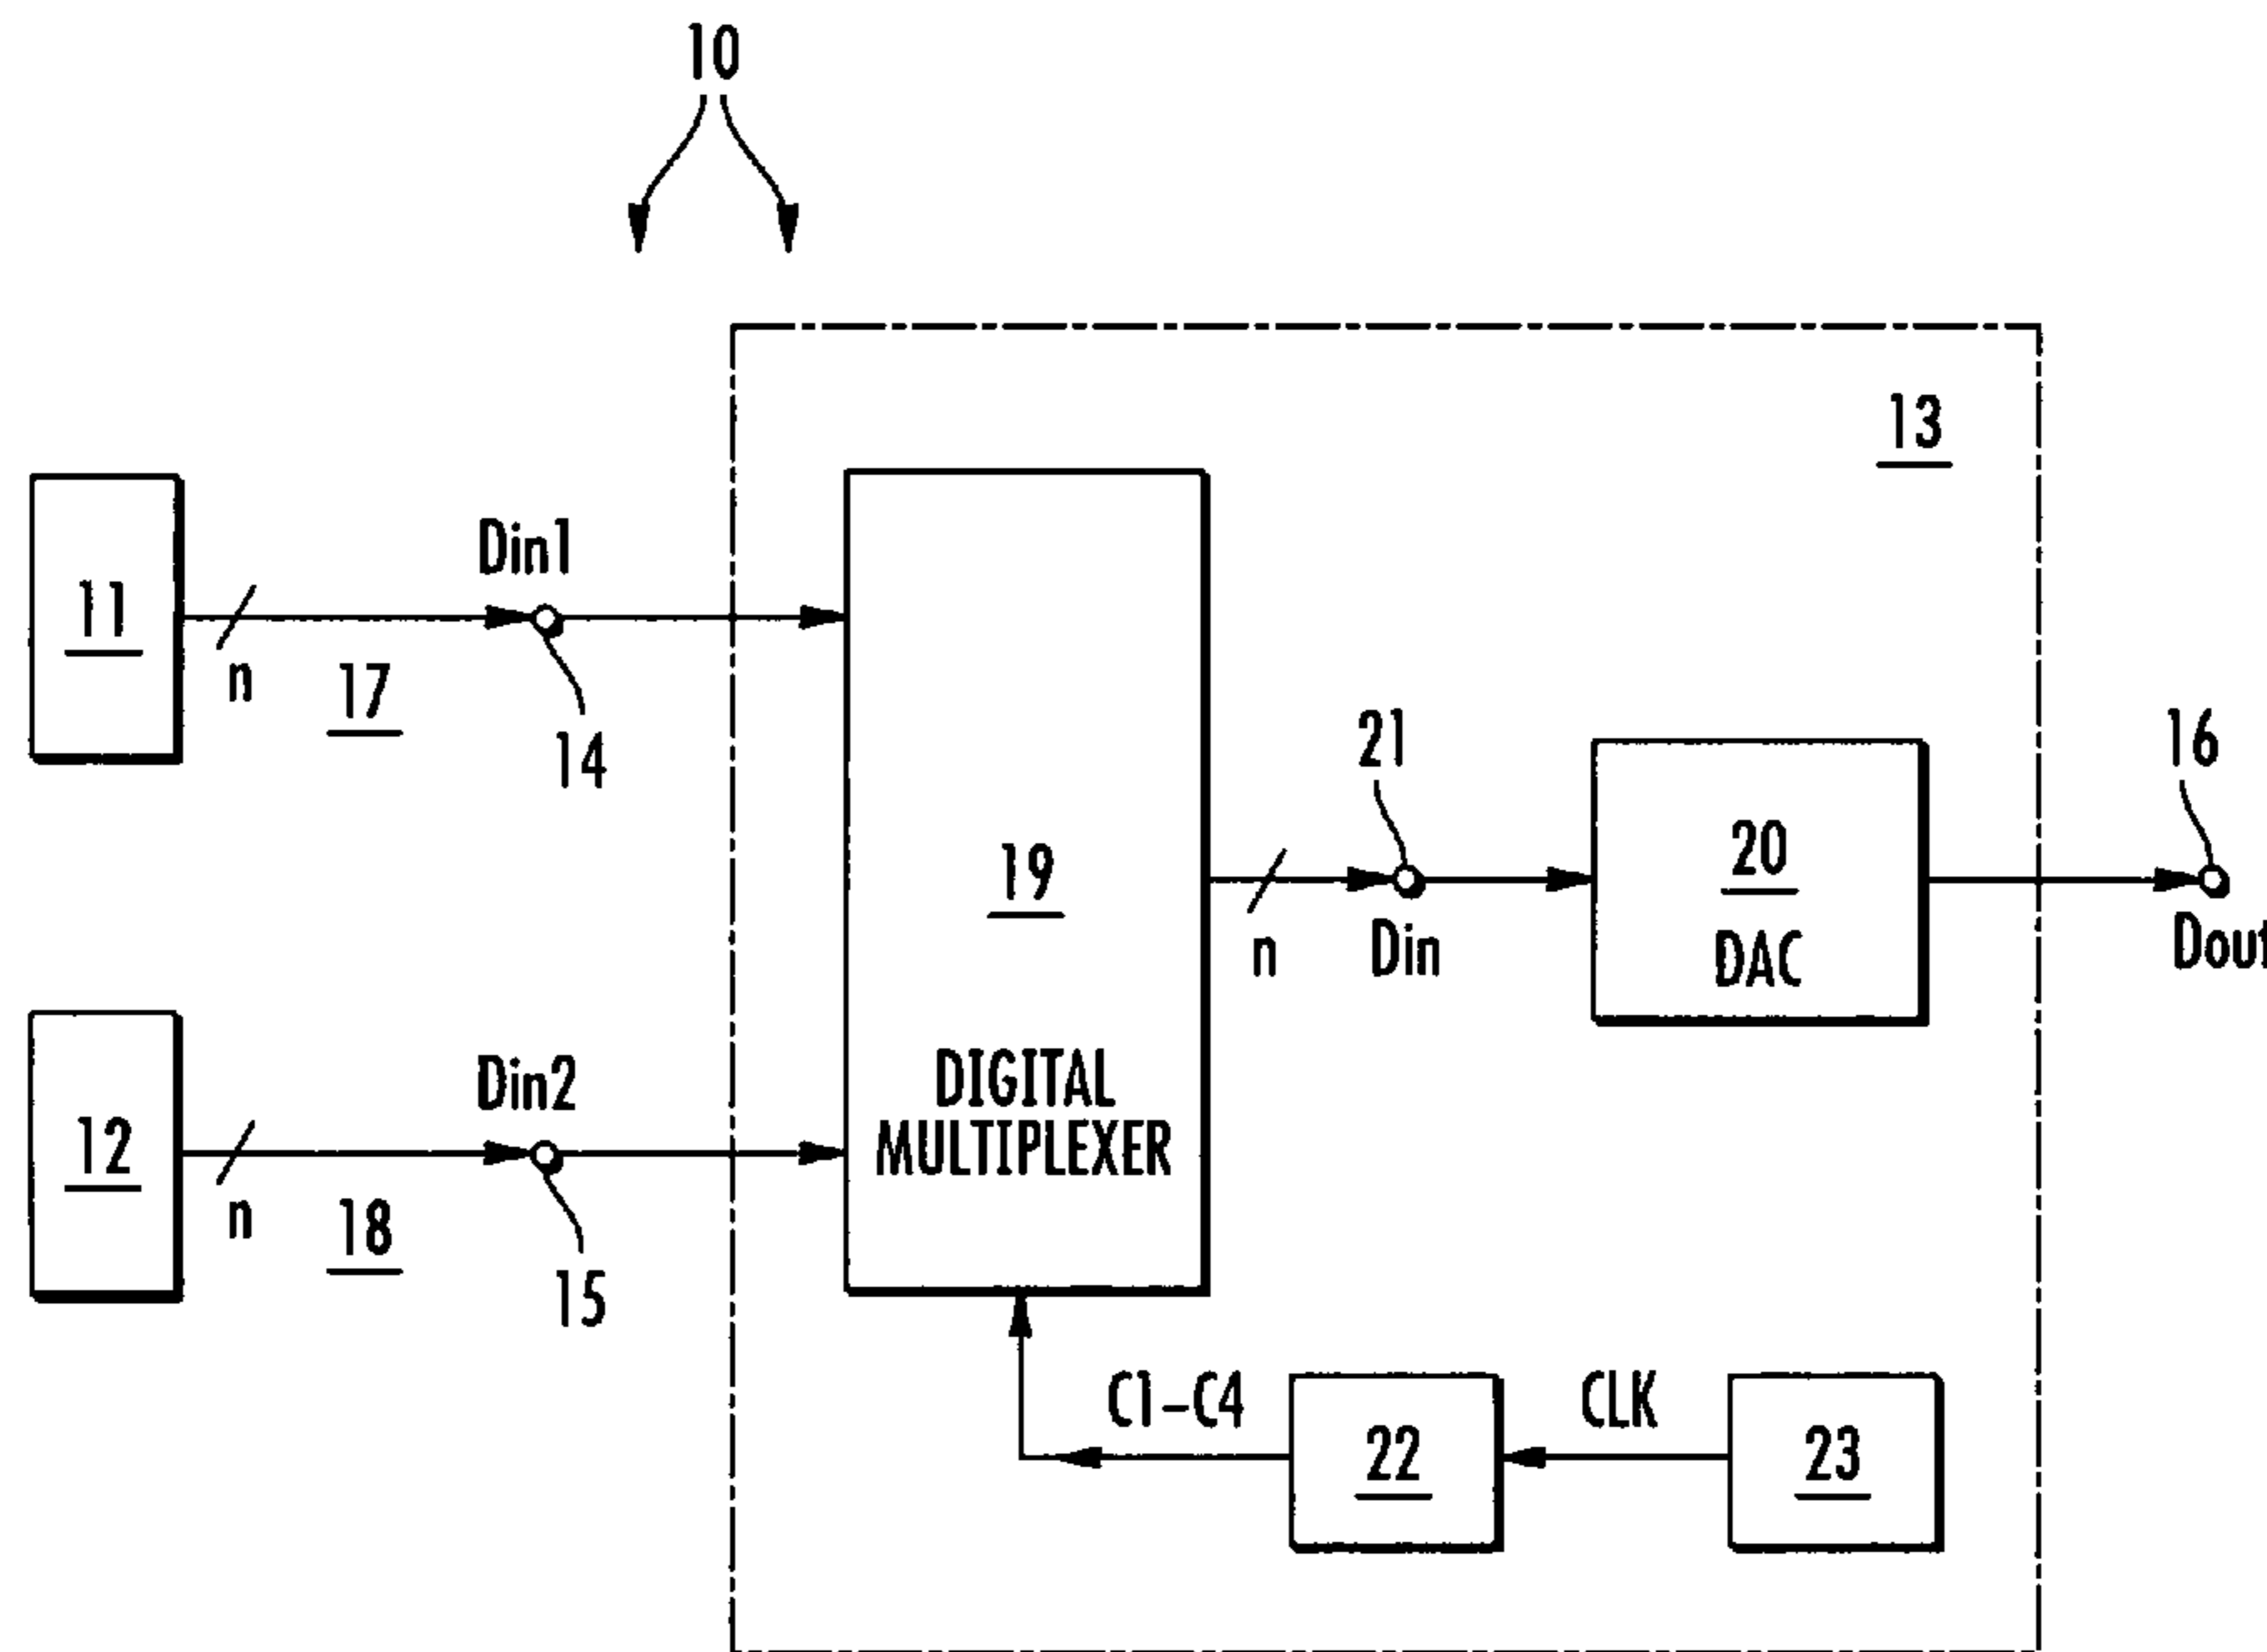 10
13
11
n
17
Din1
14
12
n
18
Din2
15
19
DIGITAL
MULTIPLEXER
n
21
Din
20
DAC
16
Dout
C1-C4
22
CLK
23